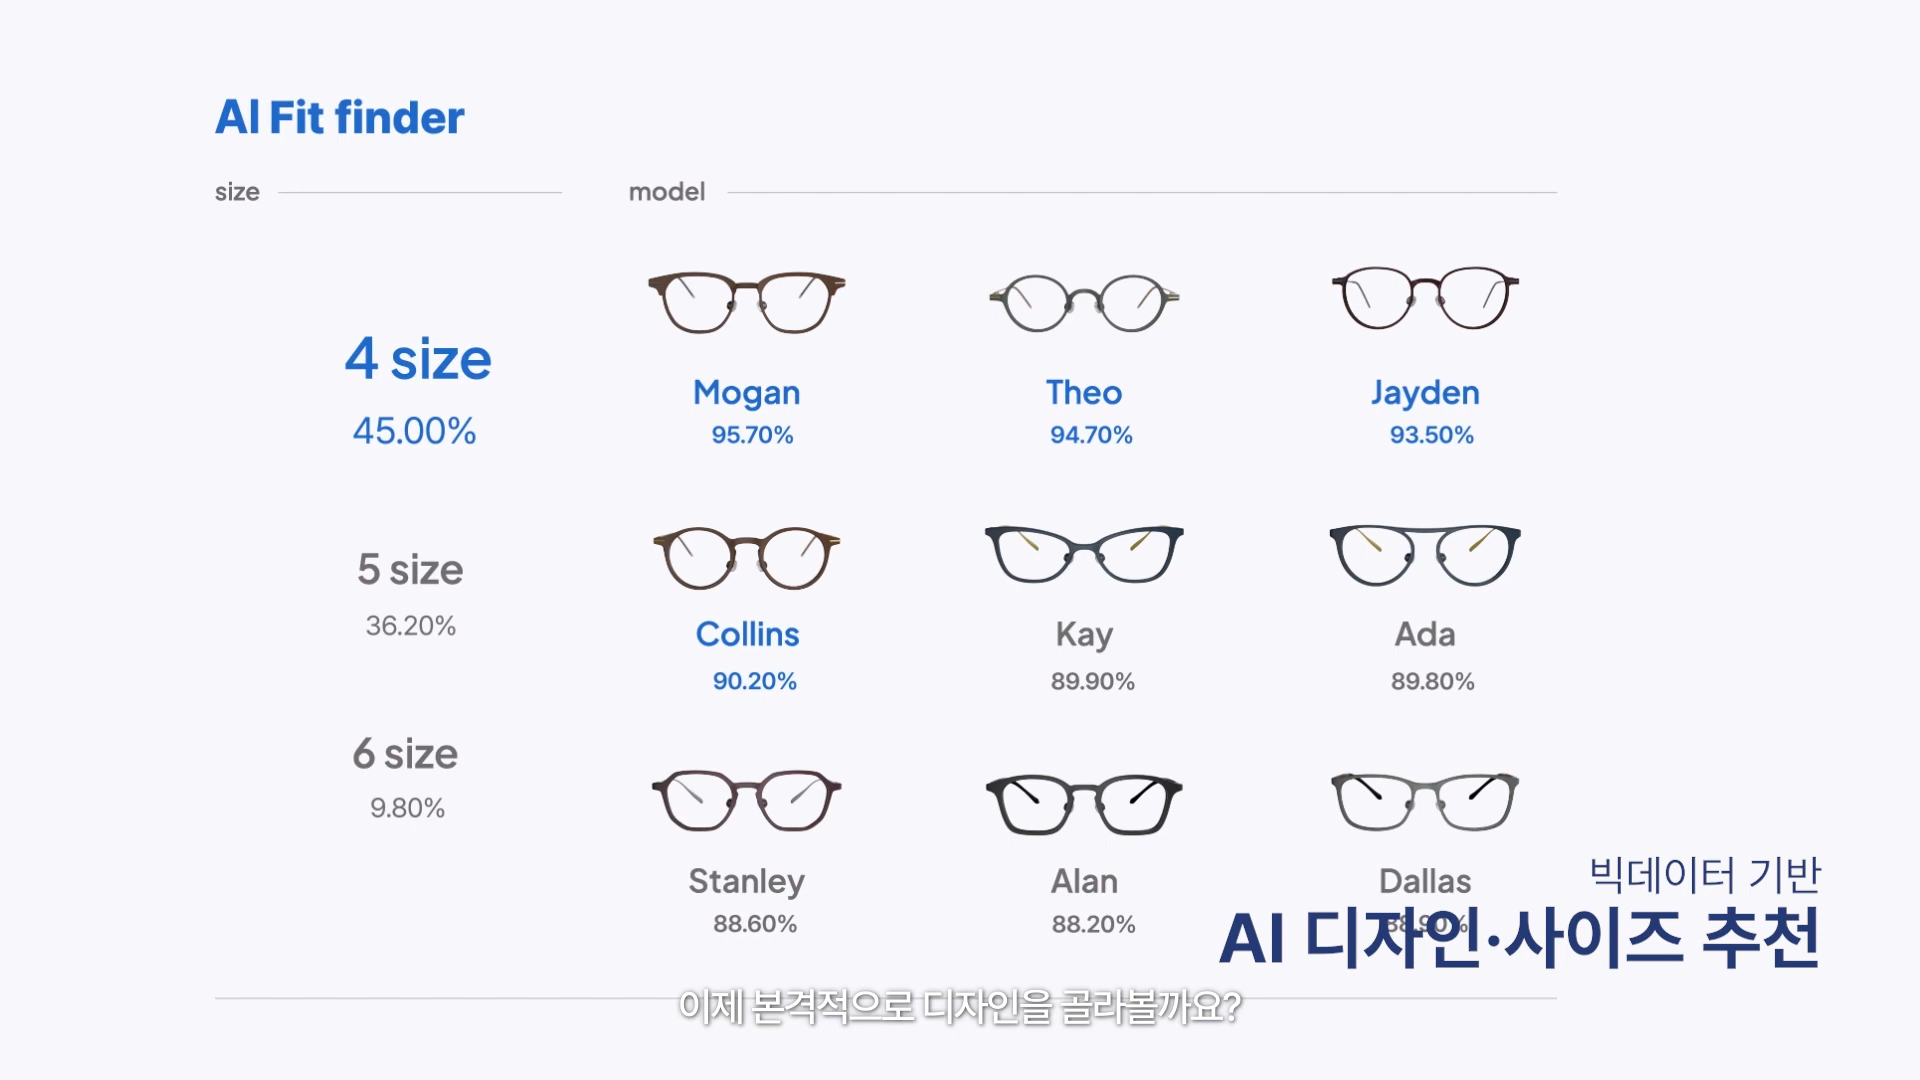 AI Fit finder
size
model
4 size
45.00%
5 size
36.20%
6 size
9.80%
Mogan
95.70%
Theo
94.70%
Jayden
93.50%
Collins
90.20%
Kay
89.90%
Ada
89.80%
Stanley
88.60%
Alan
88.20%
Dallas
빅데이터 기반
AI 디자인·사이즈 추천
이제 본격적으로 디자인을 골라볼까요?